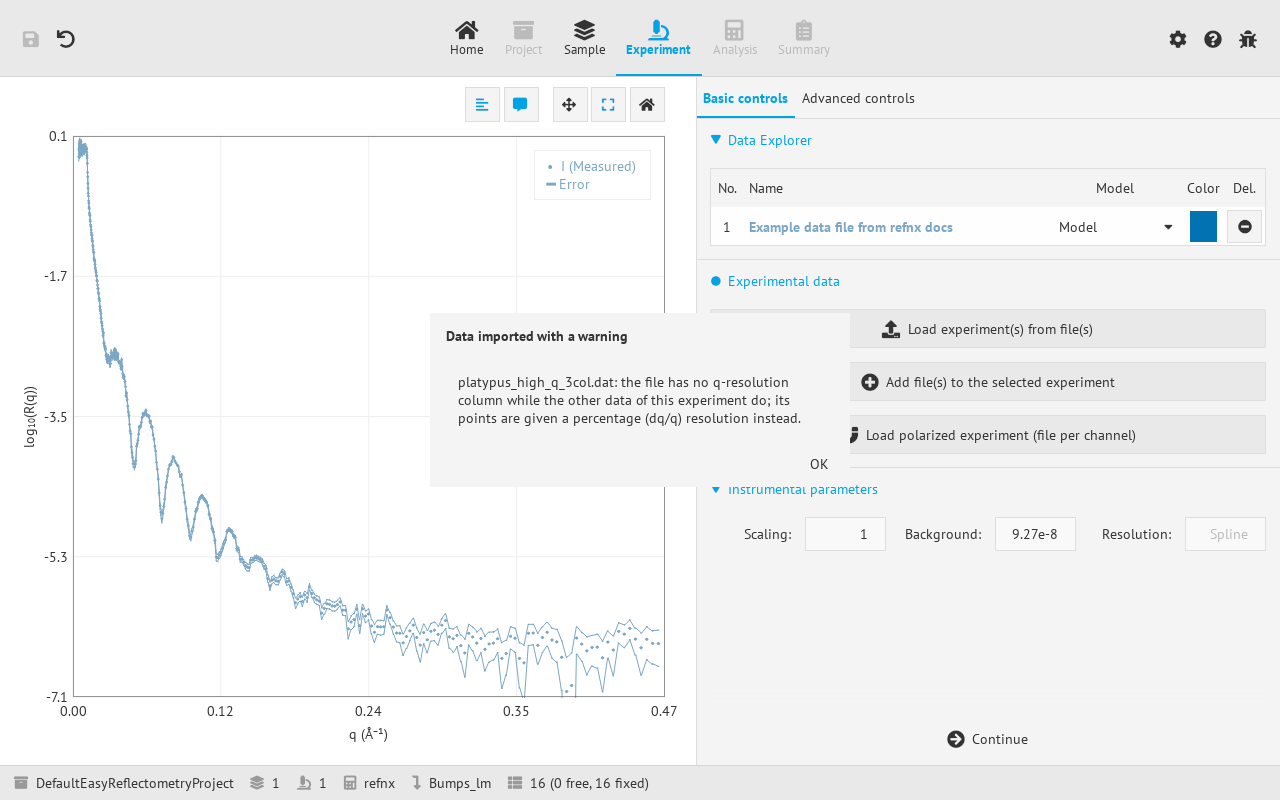 Home
Project
Sample
Experiment
Analysis
Summary
Basic controls
Advanced controls
Data Explorer
No. Name Model Color Del.
1 Example data file from refnx docs Model
Experimental data
Load experiment(s) from file(s)
Add file(s) to the selected experiment
Load polarized experiment (file per channel)
Instrumental parameters
Scaling: 1 Background: 9.27e-8 Resolution: Spline
Continue
Data imported with a warning
platypus_high_q_3col.dat: the file has no q-resolution
column while the other data of this experiment do; its
points are given a percentage (dq/q) resolution instead.
OK
I (Measured)
Error
log₁₀(R(q))
0.1
-1.7
-3.5
-5.3
-7.1
0.00 0.12 0.24 0.35 0.47
q (Å⁻¹)
DefaultEasyReflectometryProject 1 1 refnx Bumps_lm 16 (0 free, 16 fixed)